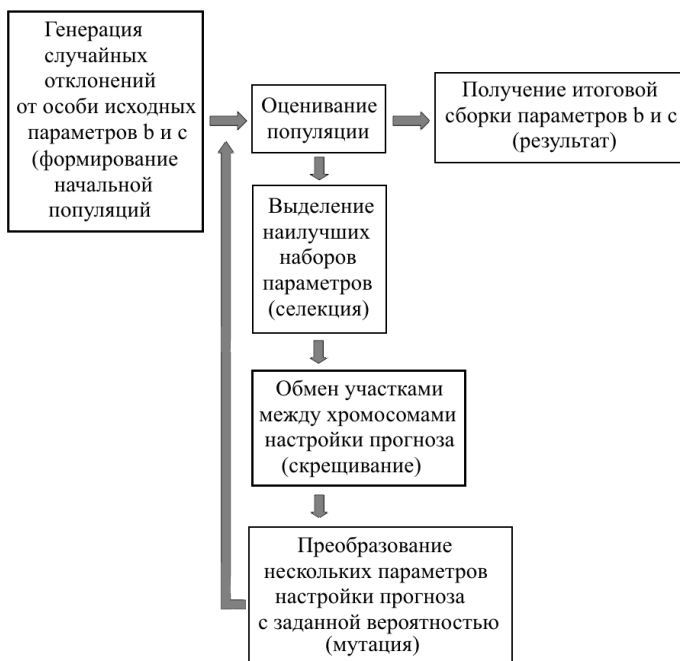 Генерация
случайных
отклонений
от особи исходных
параметров b и c
(формирование
начальной
популяций
Оценивание
популяции
Получение итоговой
сборки параметров b и c
(результат)
Выделение
наилучших
наборов
параметров
(селекция)
Обмен участками
между хромосомами
настройки прогноза
(скрещивание)
Преобразование
нескольких параметров
настройки прогноза
с заданной вероятностью
(мутация)